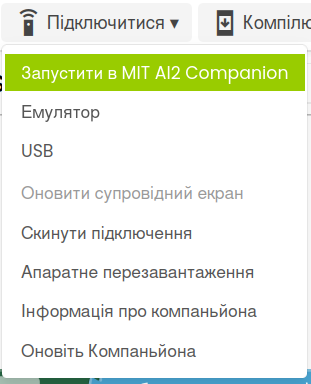 Підключитися ▾
Запустити в MIT AI2 Companion
Емулятор
USB
Оновити супровідний екран
Скинути підключення
Апаратне перезавантаження
Інформація про компаньйона
Оновіть Компаньйона